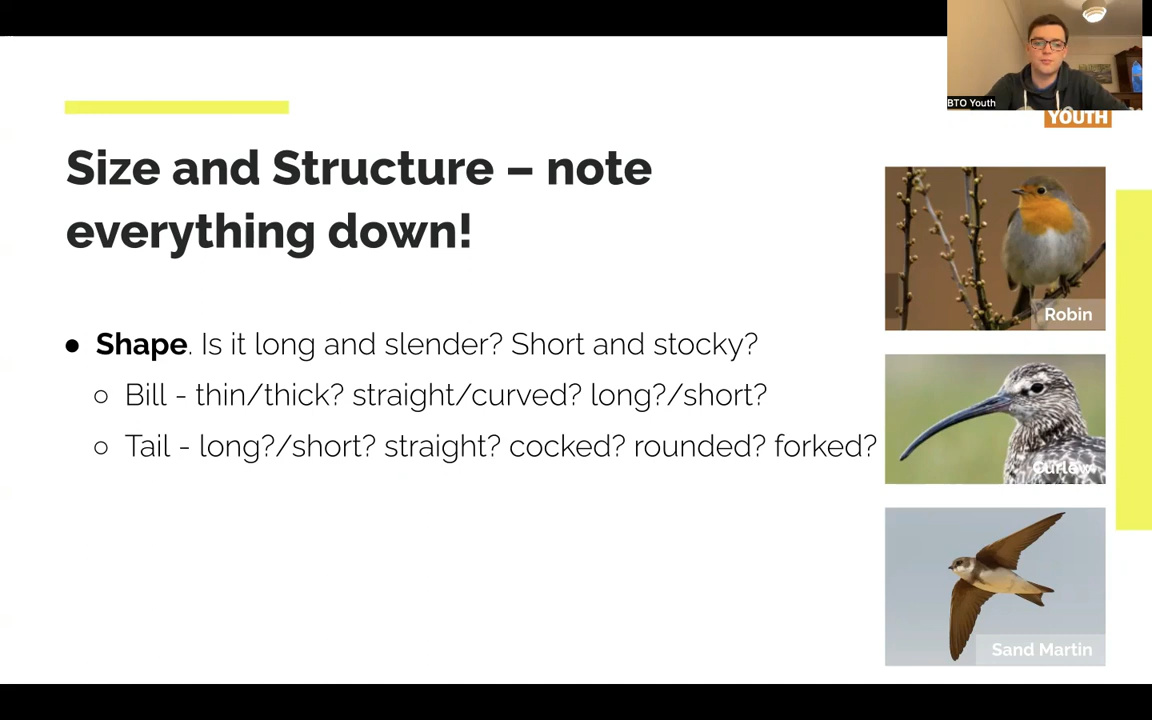 BTO Youth
YOUTH
Size and Structure – note
everything down!
● Shape. Is it long and slender? Short and stocky?
○ Bill - thin/thick? straight/curved? long?/short?
○ Tail - long?/short? straight? cocked? rounded? forked?
Robin
Curlew
Sand Martin